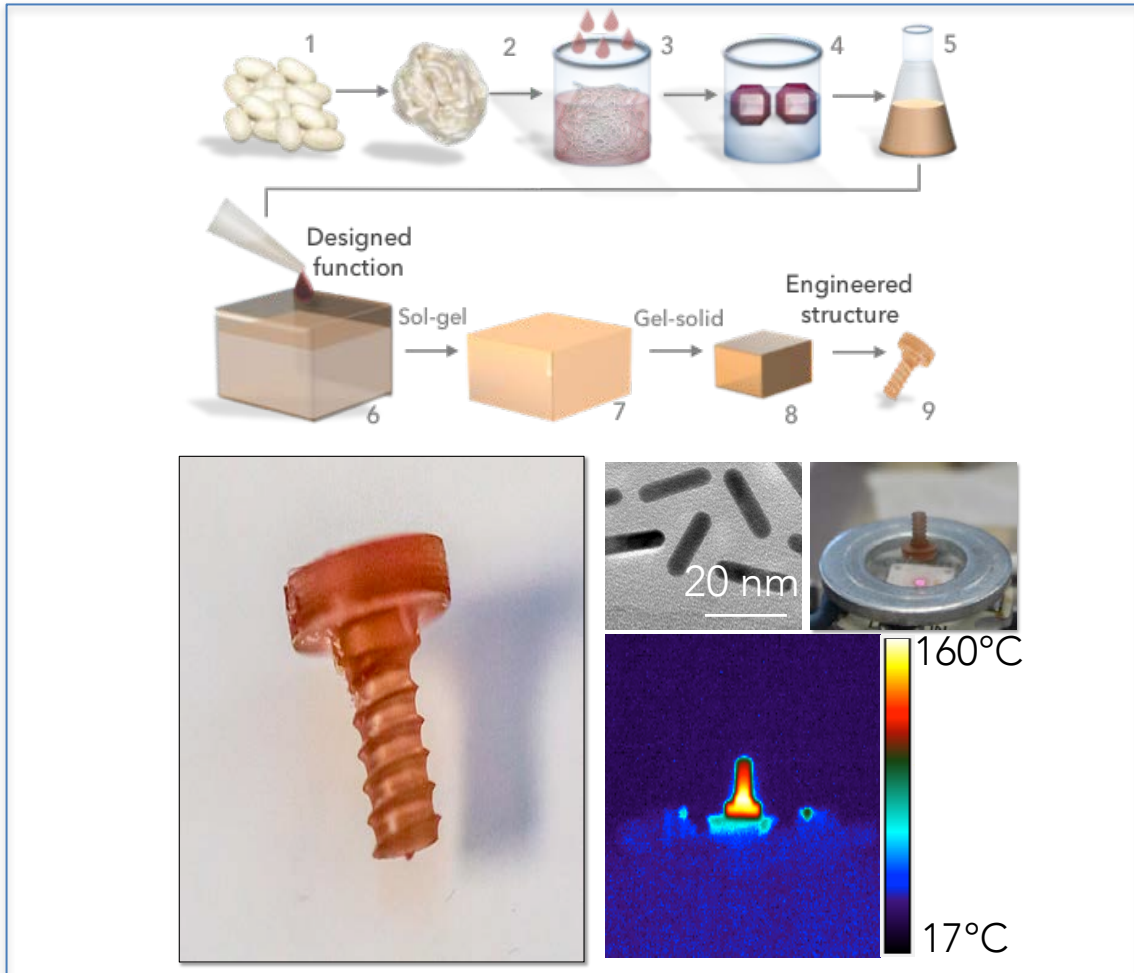 1
2
3
4
5
Designed
function
Sol-gel
Gel-solid
Engineered
structure
6
7
8
9
20 nm
160°C
17°C